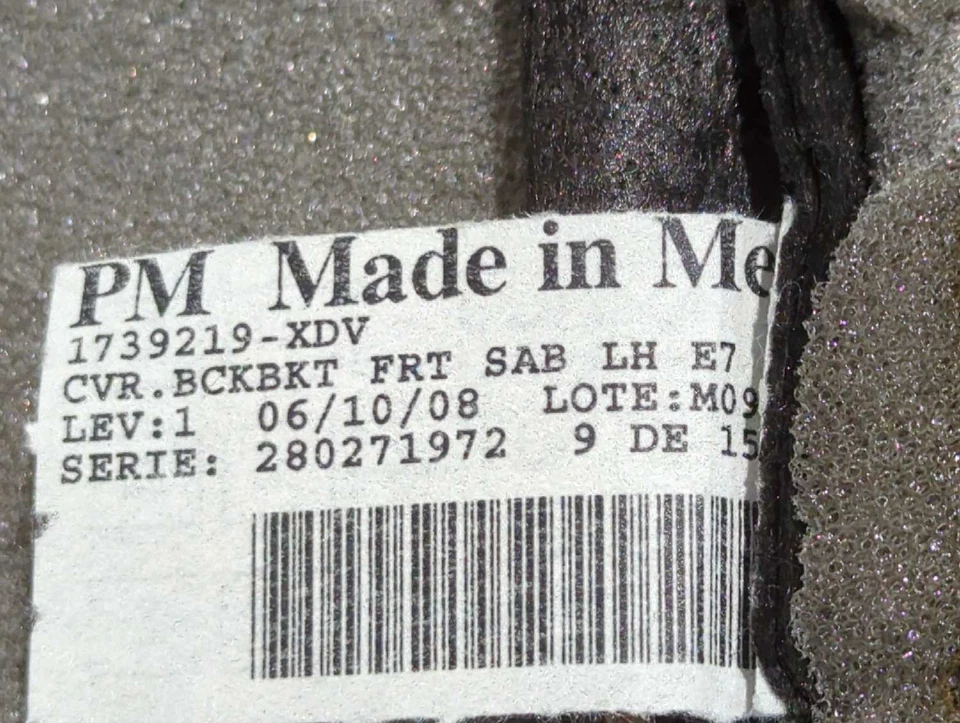 PM Made in Me
1739219-XDV
CVR.BCKBKT FRT SAB LH E7
LEV:1 06/10/08 LOTE:M09
SERIE: 280271972 9 DE 15